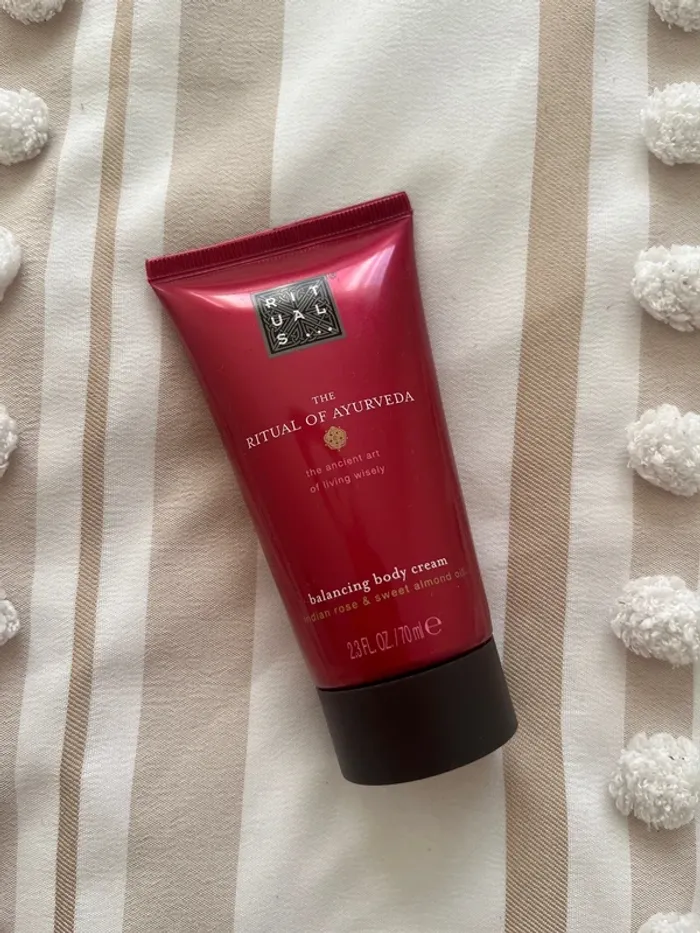 RIT
UAL
S...
THE
RITUAL OF AYURVEDA
the ancient art
of living wisely
balancing body cream
indian rose & sweet almond oil
2.3 FL. OZ. / 70 ml ℮